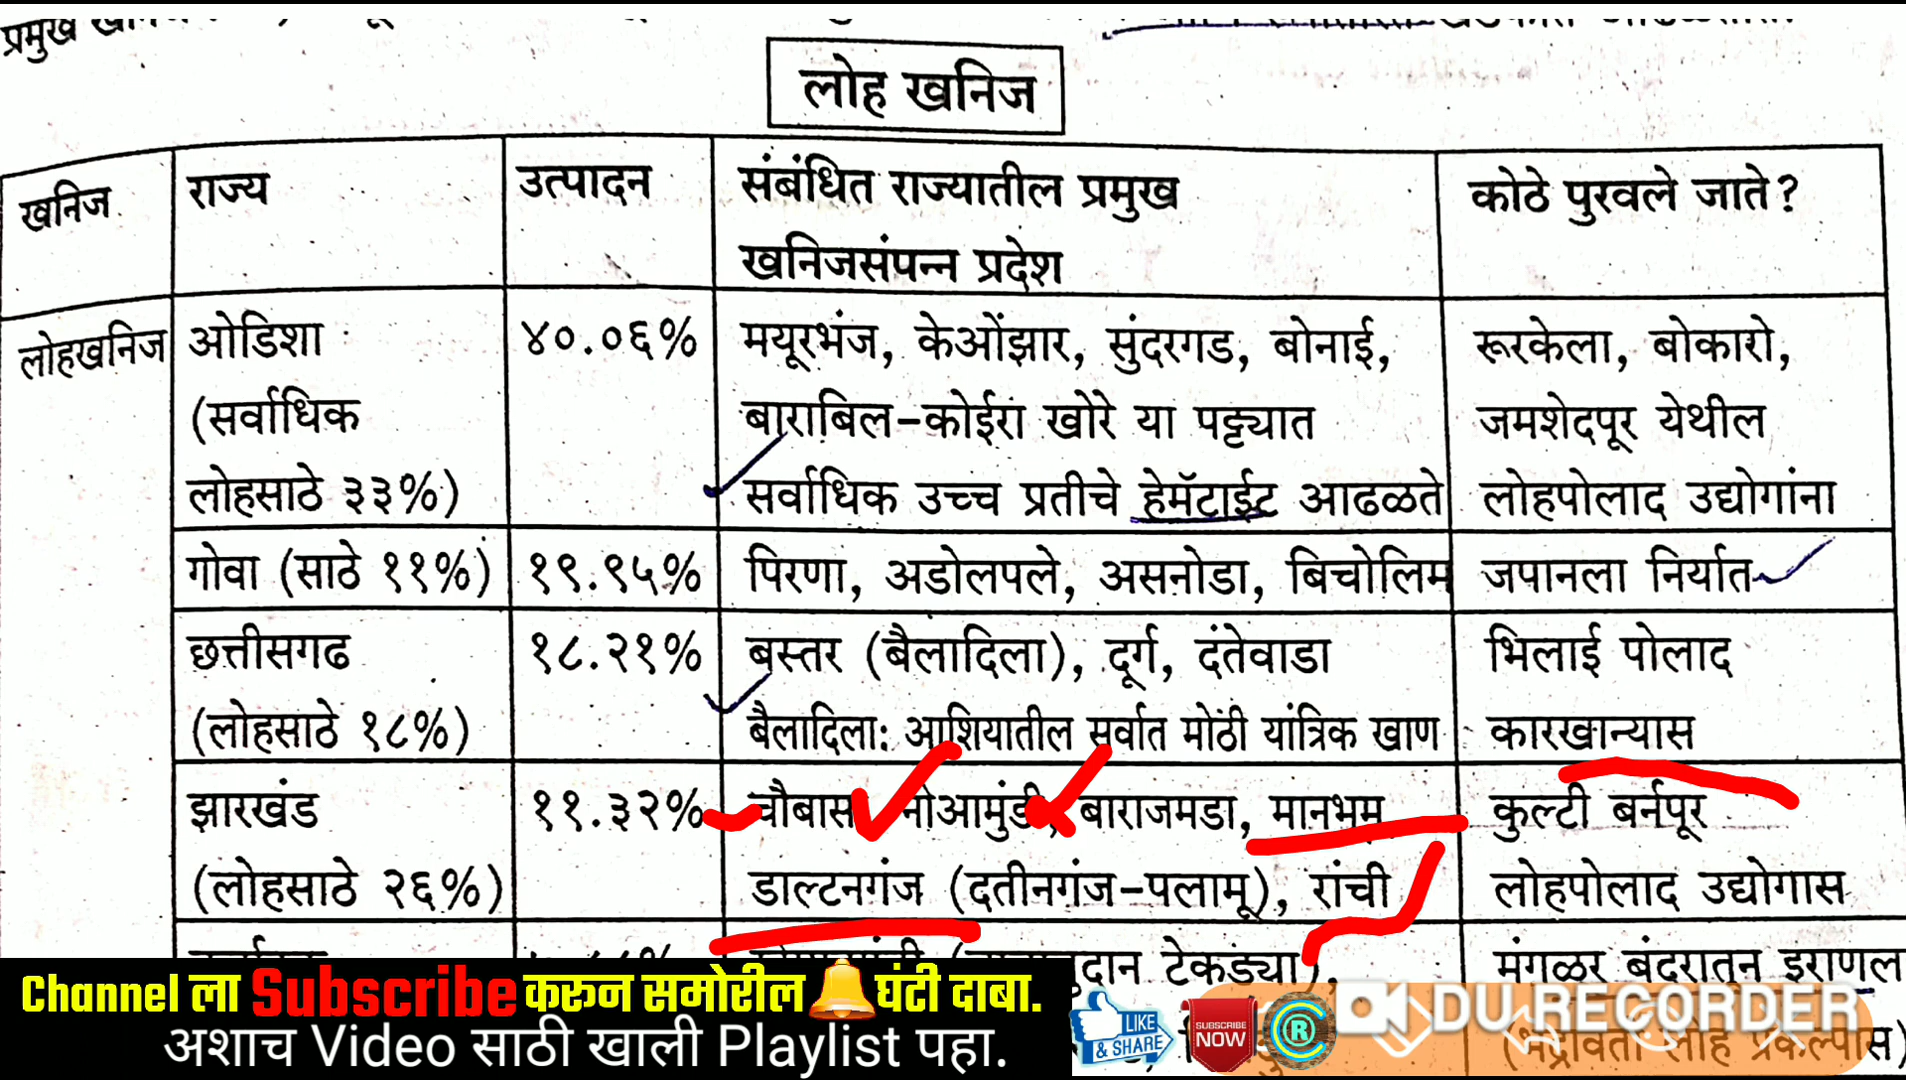 प्रमुख
लोह खनिज
खनिज राज्य उत्पादन संबंधित राज्यातील प्रमुख खनिजसंपन्न प्रदेश कोठे पुरवले जाते?
लोहखनिज ओडिशा ४०.०६% मयूरभंज, केओंझार, सुंदरगड, बोनाई, रूरकेला, बोकारो,
(सर्वाधिक बाराबिल-कोईरा खोरे या पट्ट्यात जमशेदपूर येथील
लोहसाठे ३३%) सर्वाधिक उच्च प्रतीचे हेमॅटाईट आढळते लोहपोलाद उद्योगांना
गोवा (साठे ११%) १९.९५% पिरणा, अडोलपले, असनोडा, बिचोलिम जपानला निर्यात
छत्तीसगढ १८.२१% बस्तर (बैलादिला), दूर्ग, दंतेवाडा भिलाई पोलाद
(लोहसाठे १८%) बैलादिला: आशियातील सर्वात मोठी यांत्रिक खाण कारखान्यास
झारखंड ११.३२% चौबास नोआमुंडी, बाराजमडा, मानभम कुल्टी बर्नपूर
(लोहसाठे २६%) डाल्टनगंज (दतीनगंज-पलामू), रांची लोहपोलाद उद्योगास
टेकड्या), मंगळर बंदरातून इराणल
Channel ला Subscribe करून समोरील घंटी दाबा.
अशाच Video साठी खाली Playlist पहा.
LIKE & SHARE
SUBSCRIBE NOW
DU RECORDER